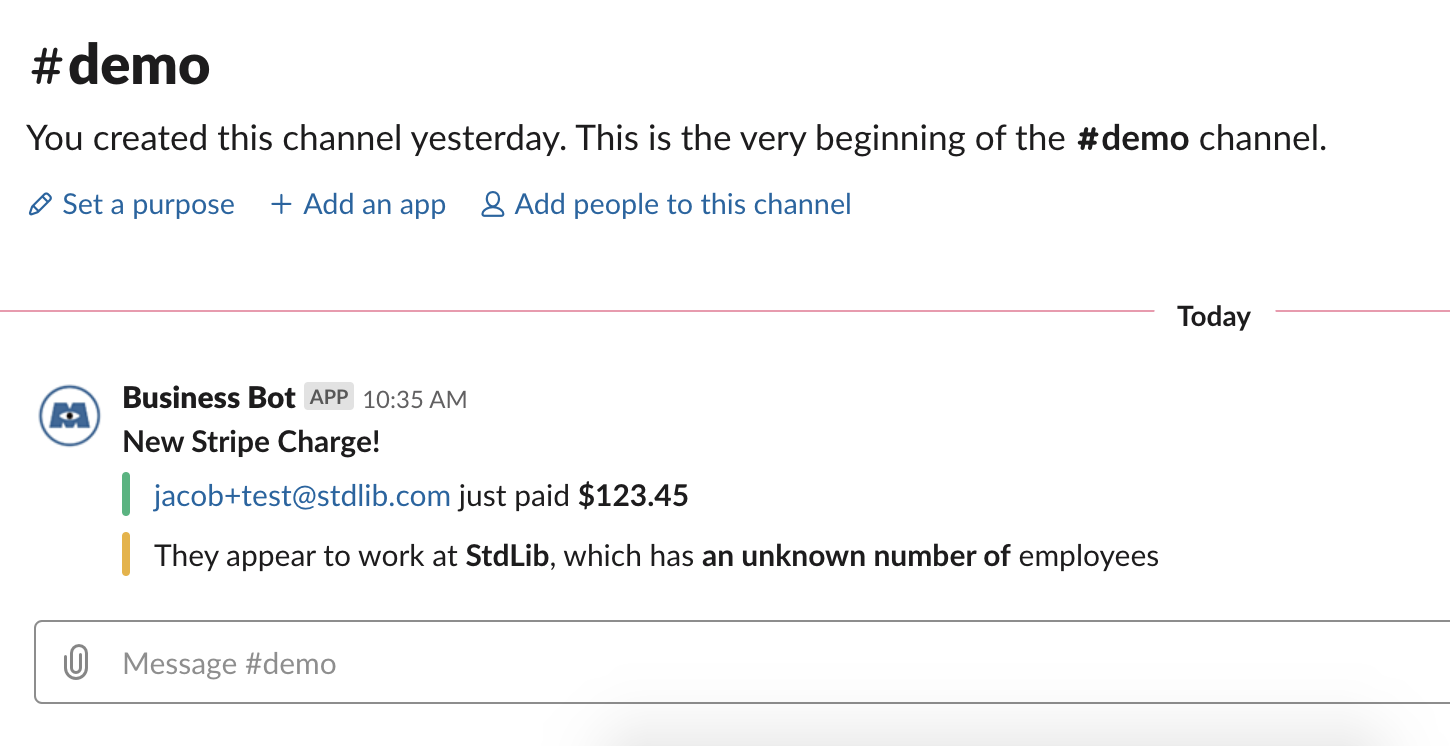 #demo
You created this channel yesterday. This is the very beginning of the #demo channel.
Set a purpose + Add an app Add people to this channel
Today
Business Bot APP 10:35 AM
New Stripe Charge!
jacob+test@stdlib.com just paid $123.45
They appear to work at StdLib, which has an unknown number of employees
Message #demo